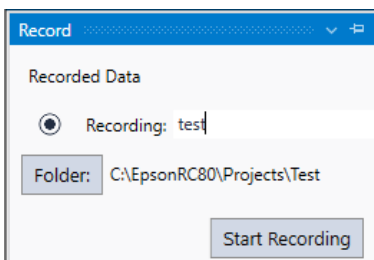 Record
Recorded Data
Recording: test
Folder: C:\EpsonRC80\Projects\Test
Start Recording